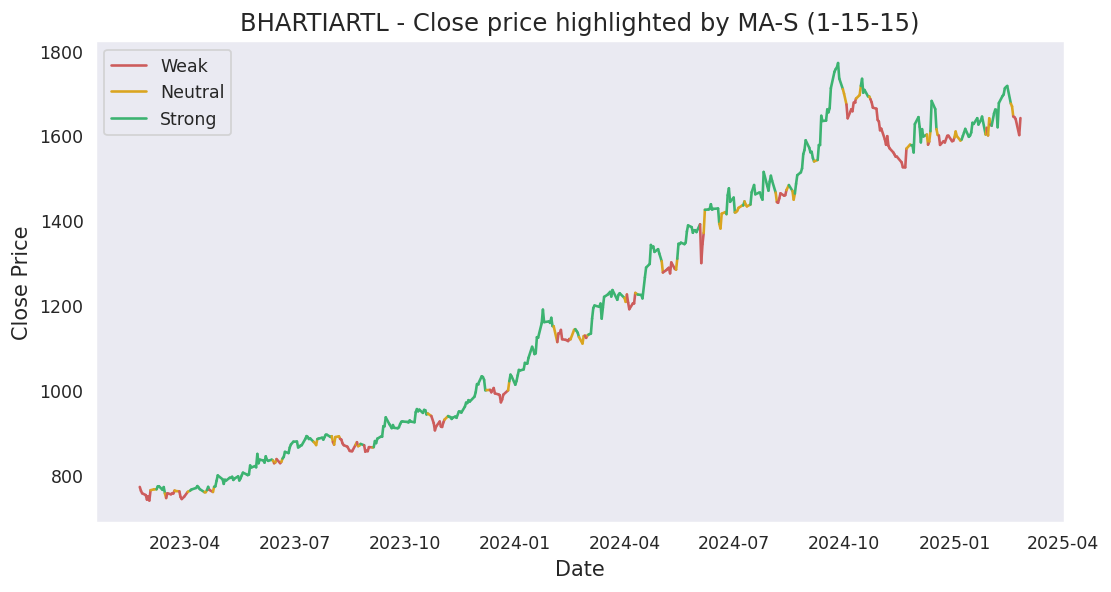 BHARTIARTL - Close price highlighted by MA-S (1-15-15)
Weak
Neutral
Strong
Close Price
1800
1600
1400
1200
1000
800
2023-04 2023-07 2023-10 2024-01 2024-04 2024-07 2024-10 2025-01 2025-04
Date